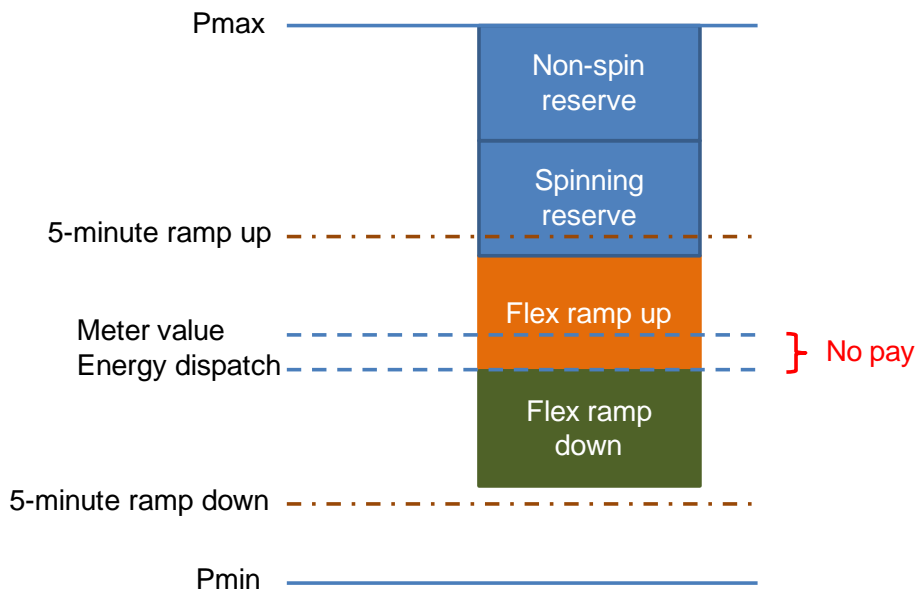 Pmax
Non-spin
reserve
Spinning
reserve
5-minute ramp up
Flex ramp up
Meter value
Energy dispatch
No pay
Flex ramp
down
5-minute ramp down
Pmin